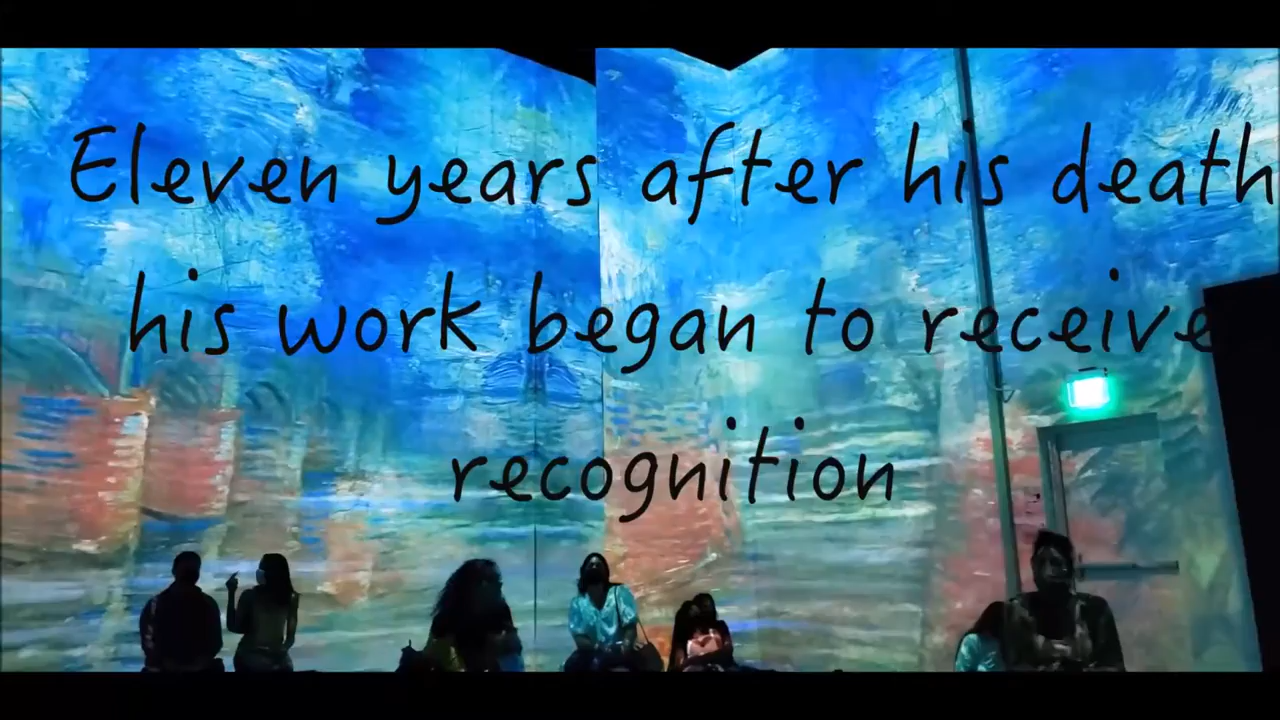 Eleven years after his death
his work began to receive
recognition